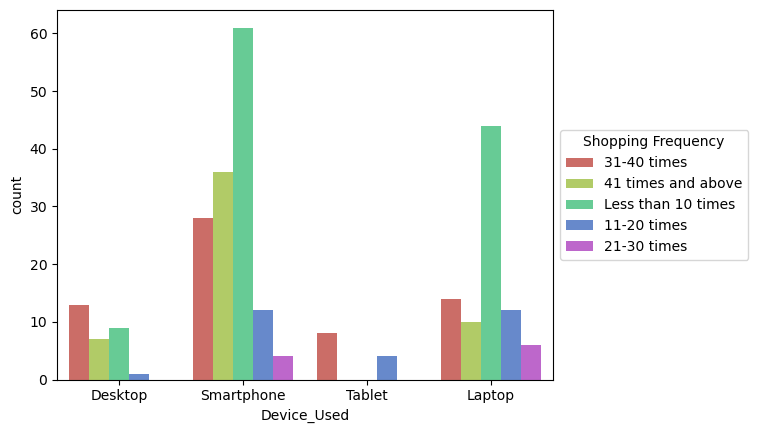 60
50
40
30
20
10
0
count
Desktop
Smartphone
Tablet
Laptop
Device_Used
Shopping Frequency
31-40 times
41 times and above
Less than 10 times
11-20 times
21-30 times